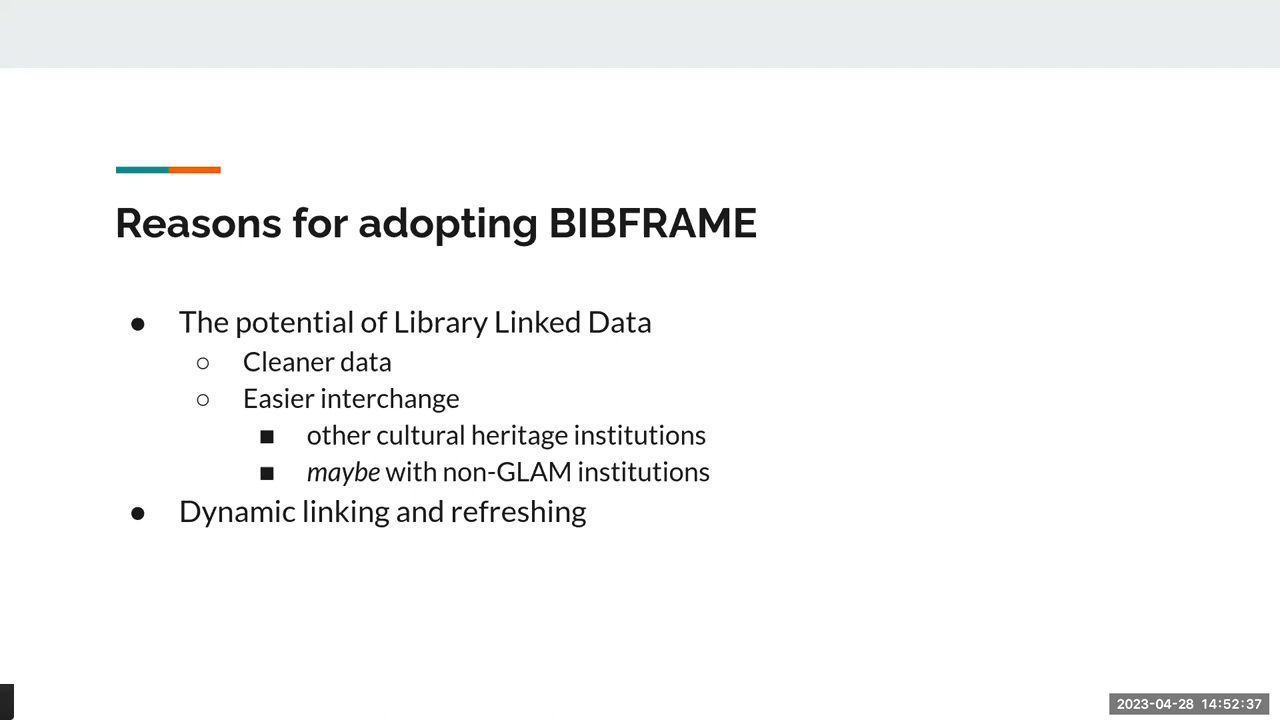 Reasons for adopting BIBFRAME
● The potential of Library Linked Data
○ Cleaner data
○ Easier interchange
■ other cultural heritage institutions
■ maybe with non-GLAM institutions
● Dynamic linking and refreshing
2023-04-28 14:52:37